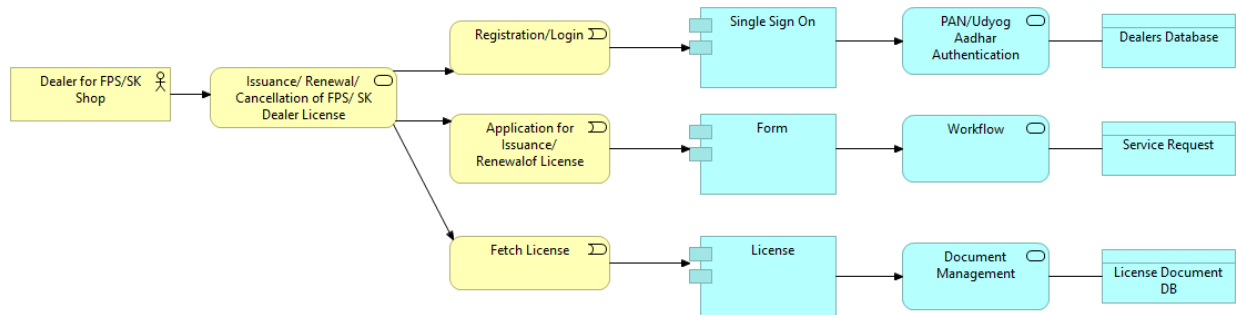 Dealer for FPS/SK
Shop
Issuance/ Renewal/
Cancellation of FPS/ SK
Dealer License
Registration/Login
Single Sign On
PAN/Udyog
Aadhar
Authentication
Dealers Database
Application for
Issuance/
Renewalof License
Form
Workflow
Service Request
Fetch License
License
Document
Management
License Document
DB